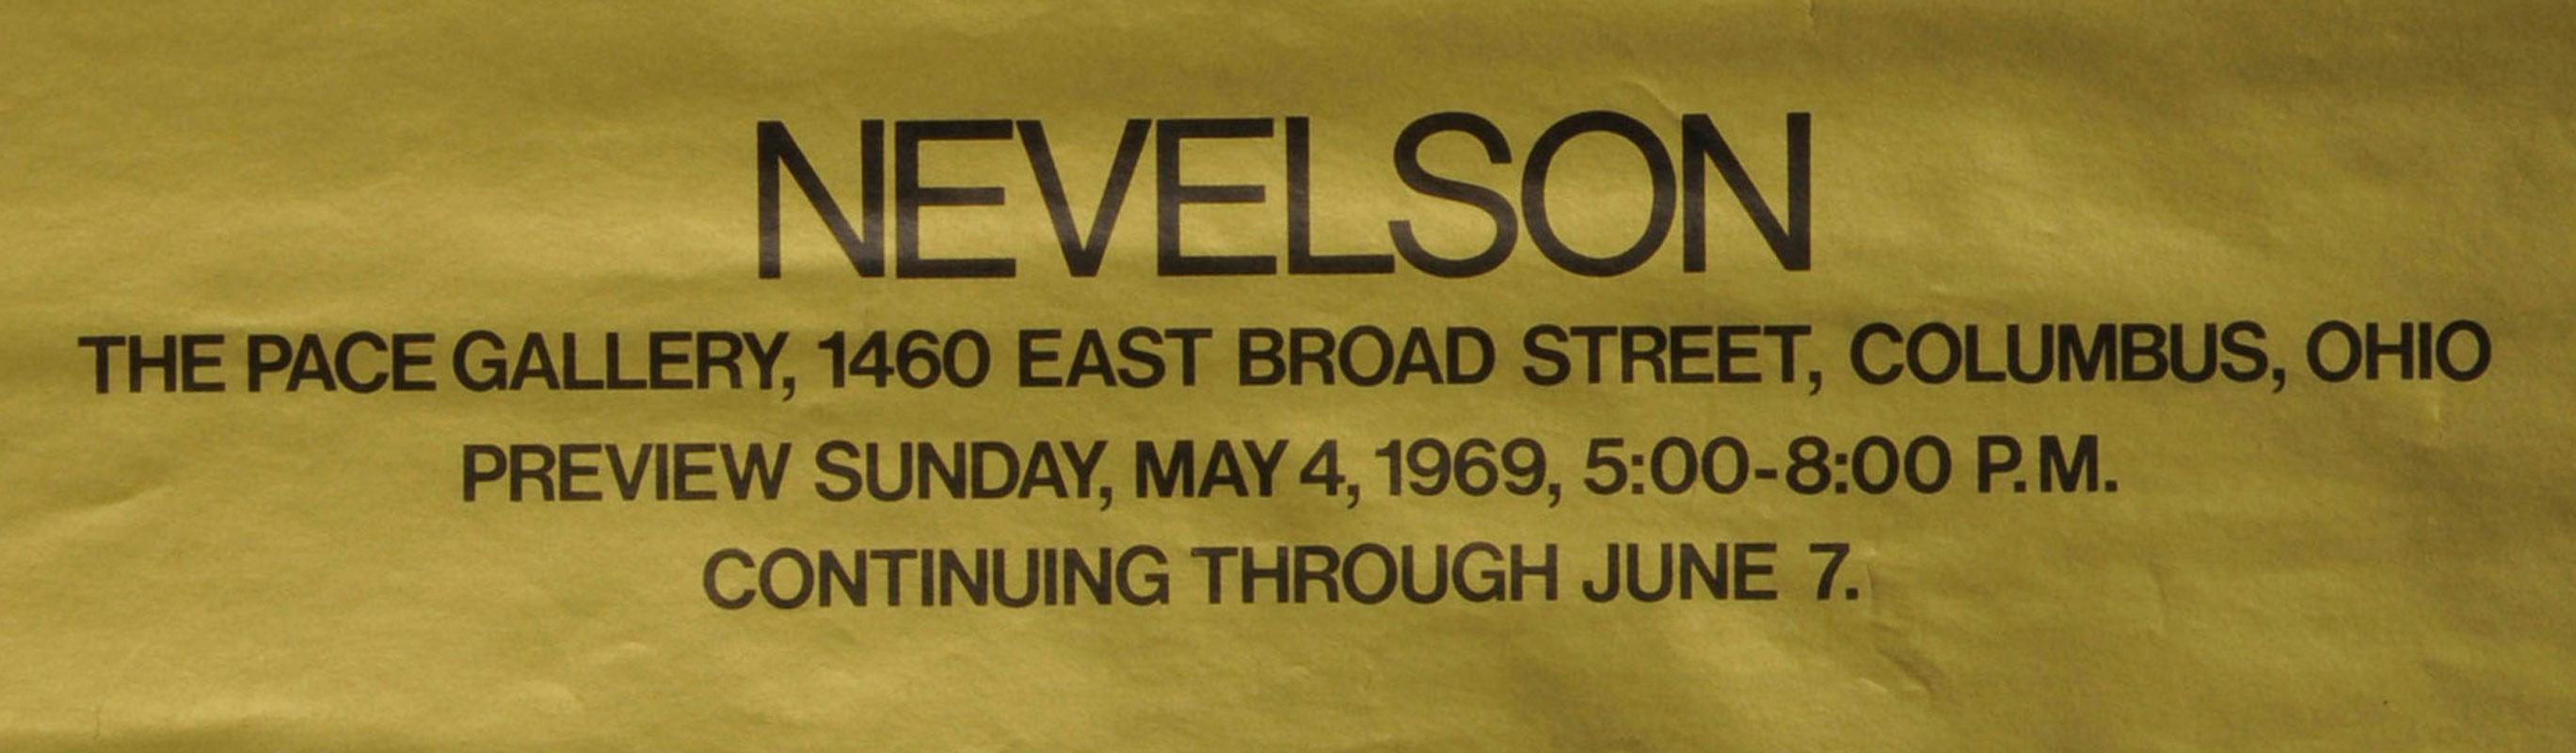 NEVELSON
THE PACE GALLERY, 1460 EAST BROAD STREET, COLUMBUS, OHIO
PREVIEW SUNDAY, MAY 4, 1969, 5:00-8:00 P.M.
CONTINUING THROUGH JUNE 7.